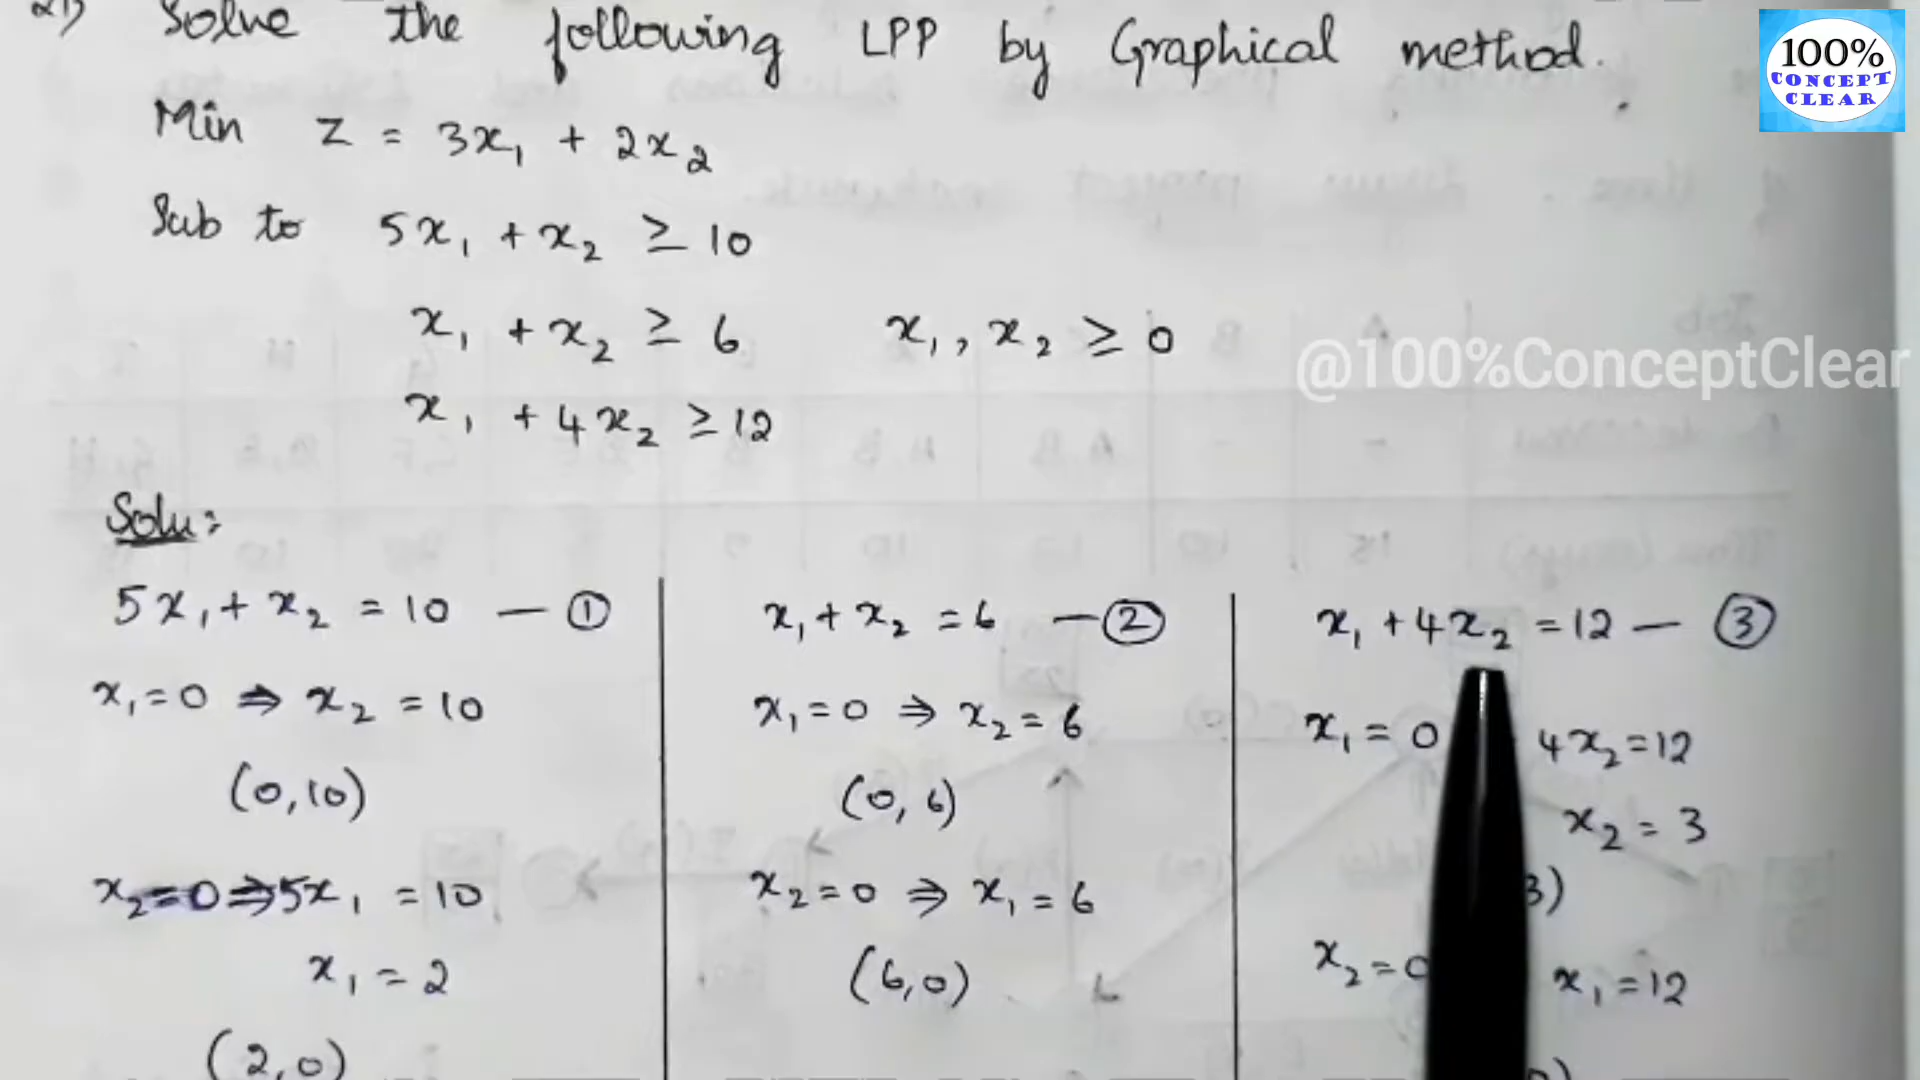 21) Solve the following LPP by Graphical method.
Min z = 3x₁ + 2x₂
Sub to 5x₁ + x₂ ≥ 10
x₁ + x₂ ≥ 6 x₁, x₂ ≥ 0
x₁ + 4x₂ ≥ 12
Solu:
5x₁ + x₂ = 10 — ①
x₁ = 0 ⇒ x₂ = 10
(0, 10)
x₂ = 0 ⇒ 5x₁ = 10
x₁ = 2
(2, 0)
x₁ + x₂ = 6 — ②
x₁ = 0 ⇒ x₂ = 6
(0, 6)
x₂ = 0 ⇒ x₁ = 6
(6, 0)
x₁ + 4x₂ = 12 — ③
x₁ = 0 4x₂ = 12
x₂ = 3
3)
x₂ = 0 x₁ = 12
100%
CONCEPT
CLEAR
@100%ConceptClear